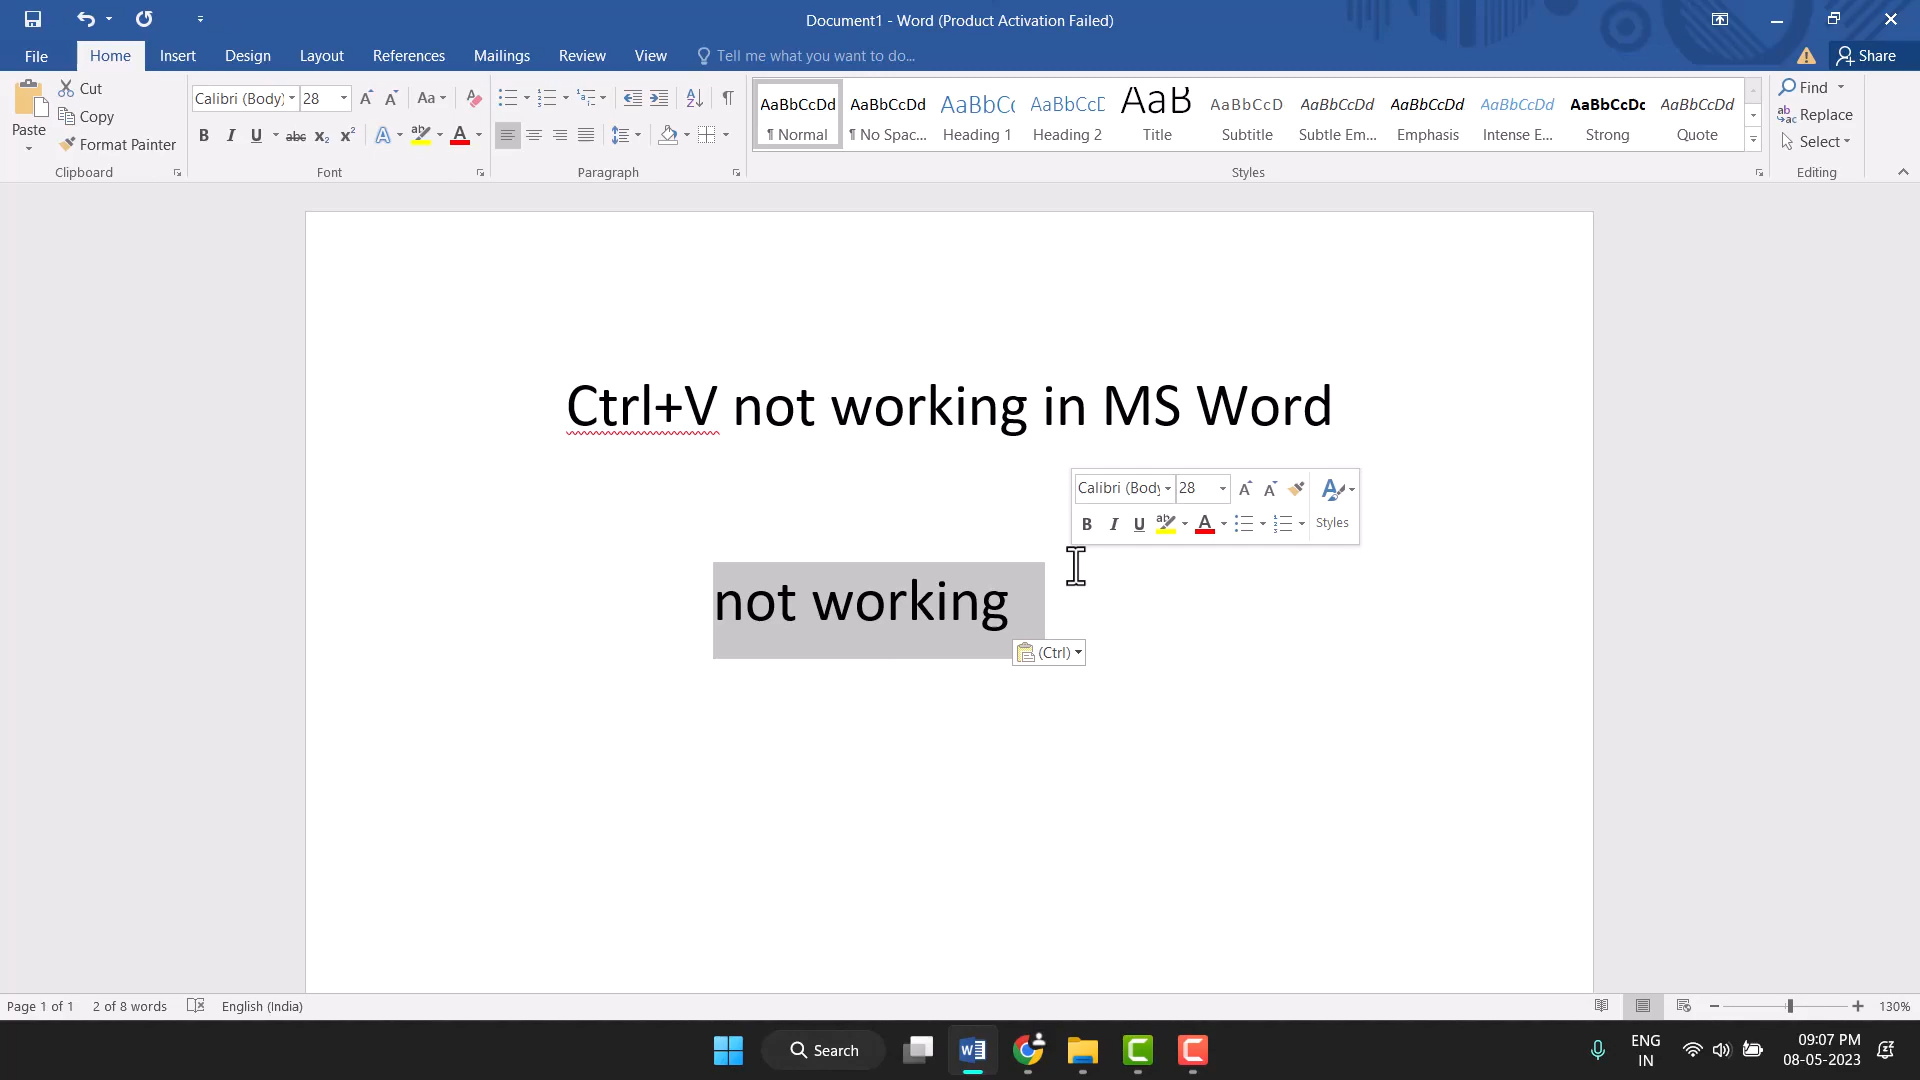 Document1 - Word (Product Activation Failed)
File Home Insert Design Layout References Mailings Review View Tell me what you want to do... Share
Paste
Cut
Copy
Format Painter
Clipboard
Calibri (Body) 28 Aa
B I U abc X2 X2 A ab A
Font
Paragraph
AaBbCcDd AaBbCcDd AaBbCc AaBbCcD AaB AaBbCcD AaBbCcDd AaBbCcDd AaBbCcDd AaBbCcDc AaBbCcDd
¶ Normal ¶ No Spac... Heading 1 Heading 2 Title Subtitle Subtle Em... Emphasis Intense E... Strong Quote
Styles
Find
Replace
Select
Editing
Ctrl+V not working in MS Word
Calibri (Body 28
B I U ab A Styles
not working
(Ctrl)
Page 1 of 1 2 of 8 words English (India) 130%
Search
ENG
IN
09:07 PM
08-05-2023